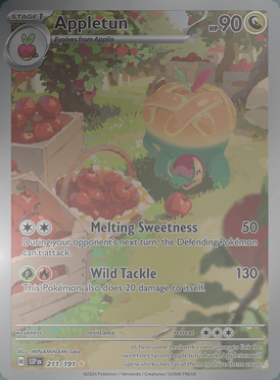 STAGE 1
Appletun
HP 90
Evolves from Applin
Melting Sweetness 50
During your opponent's next turn, the Defending Pokémon
can't attack.
Wild Tackle 130
This Pokémon also does 20 damage to itself.
weakness resistance retreat
Illus. MINAMINAMI Take
SSP EN 211/191
©2024 Pokémon / Nintendo / Creatures / GAME FREAK